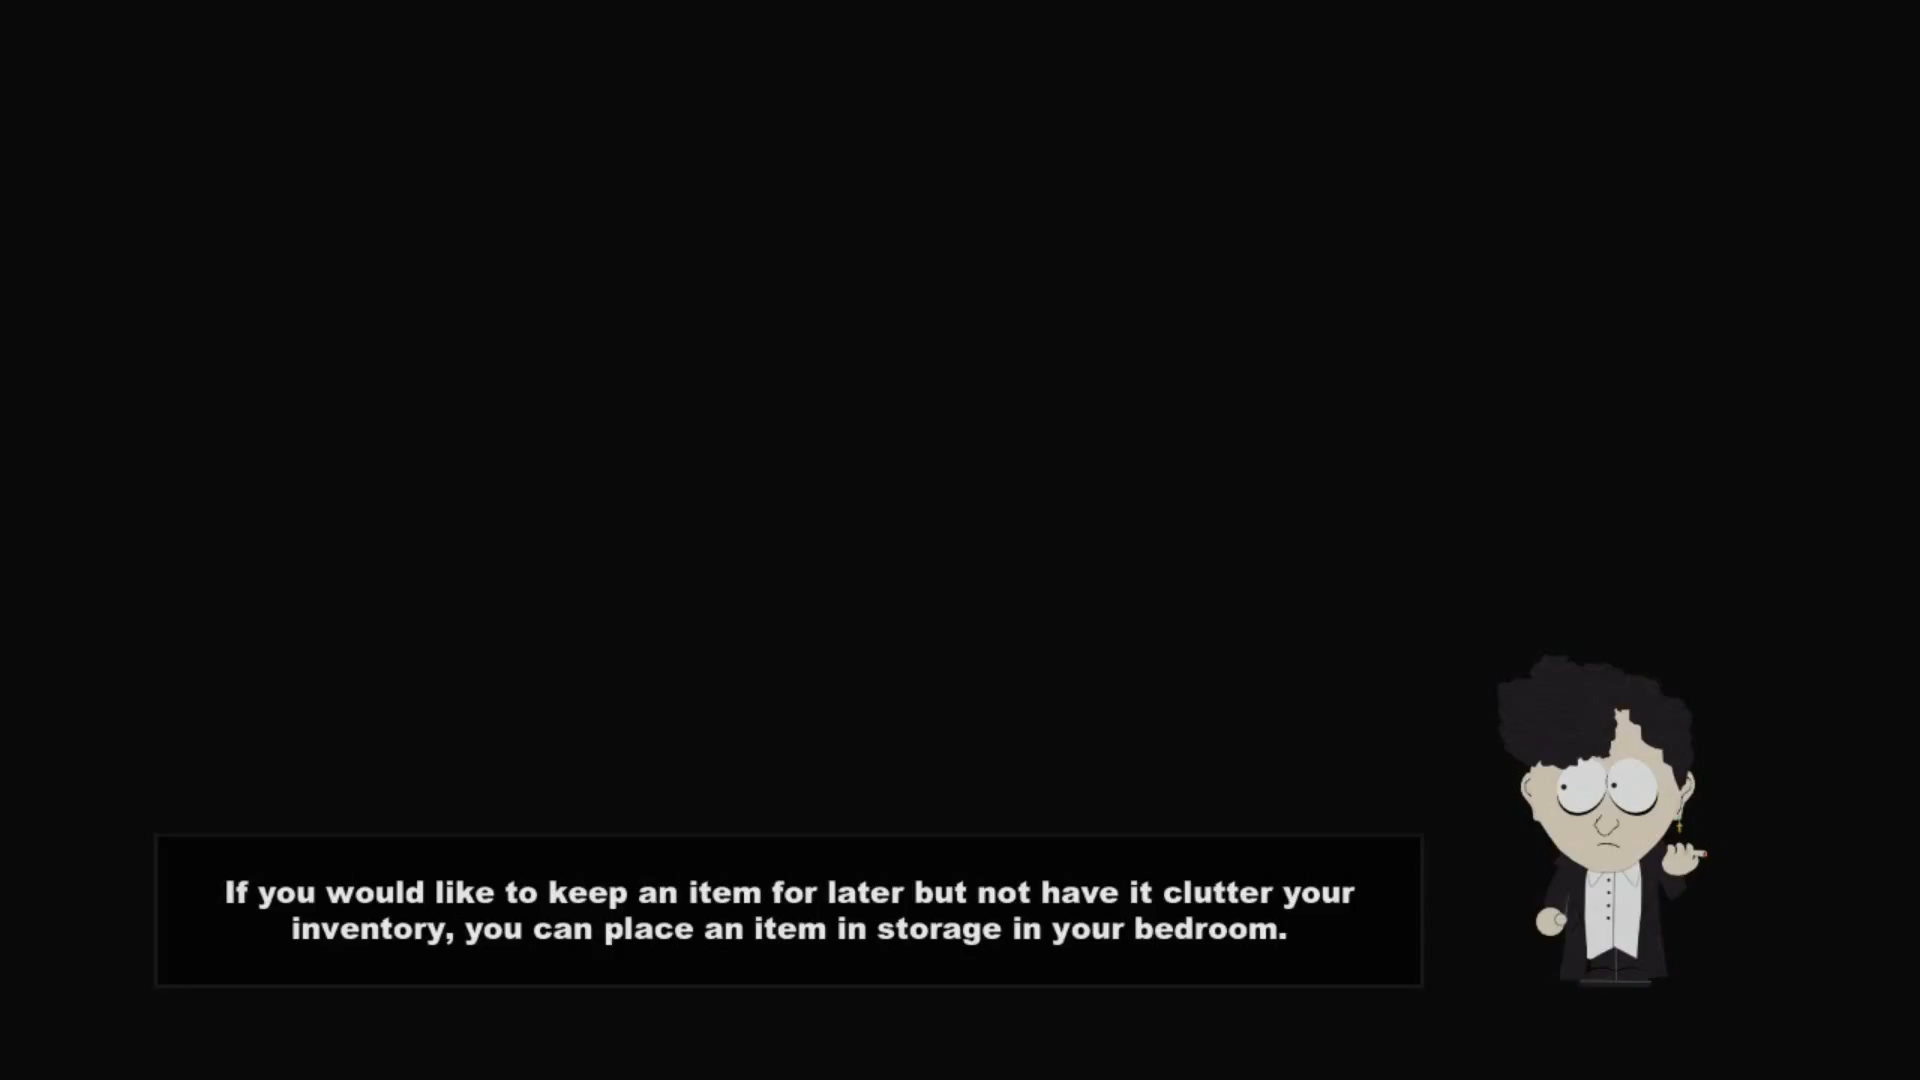 If you would like to keep an item for later but not have it clutter your
inventory, you can place an item in storage in your bedroom.